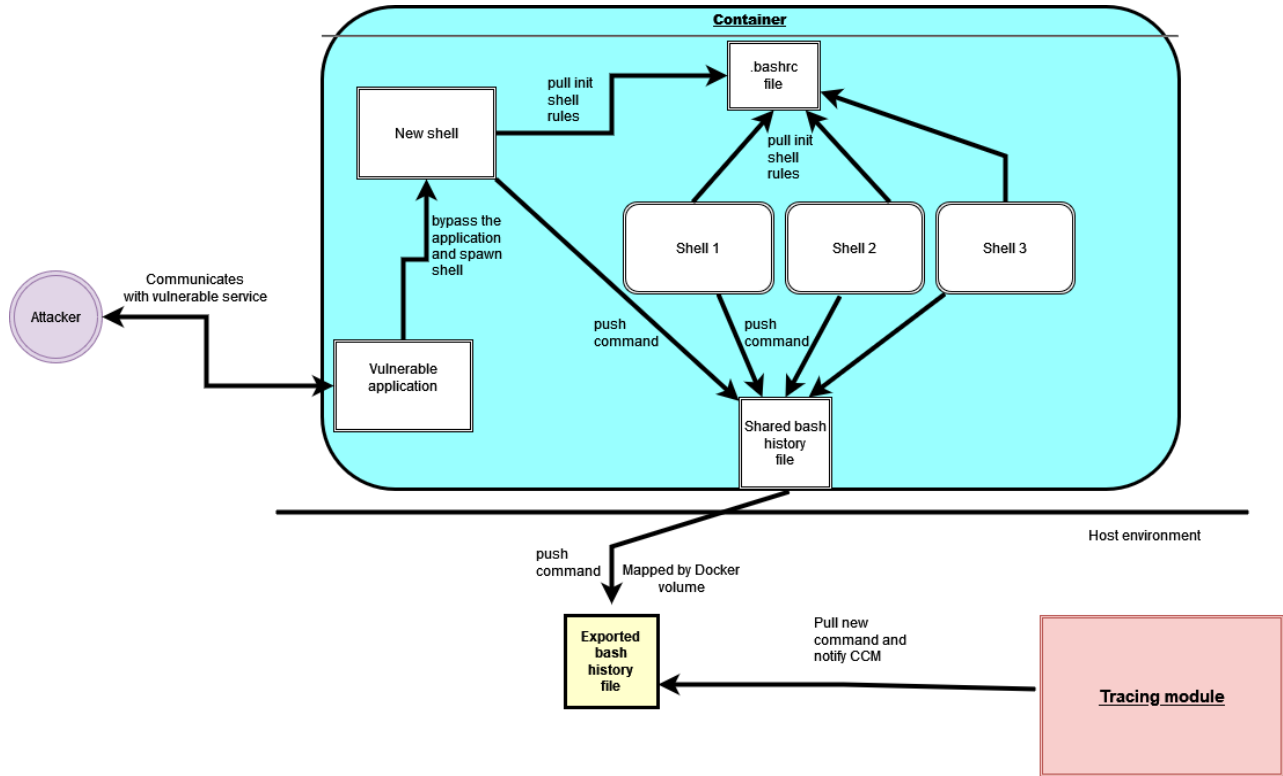 Container
.bashrc
file
pull init
shell
rules
New shell
pull init
shell
rules
bypass the
application
and spawn
shell
Shell 1
Shell 2
Shell 3
Communicates
with vulnerable service
Attacker
push
command
push
command
Vulnerable
application
Shared bash
history
file
Host environment
push
command
Mapped by Docker
volume
Exported
bash
history
file
Pull new
command and
notify CCM
Tracing module